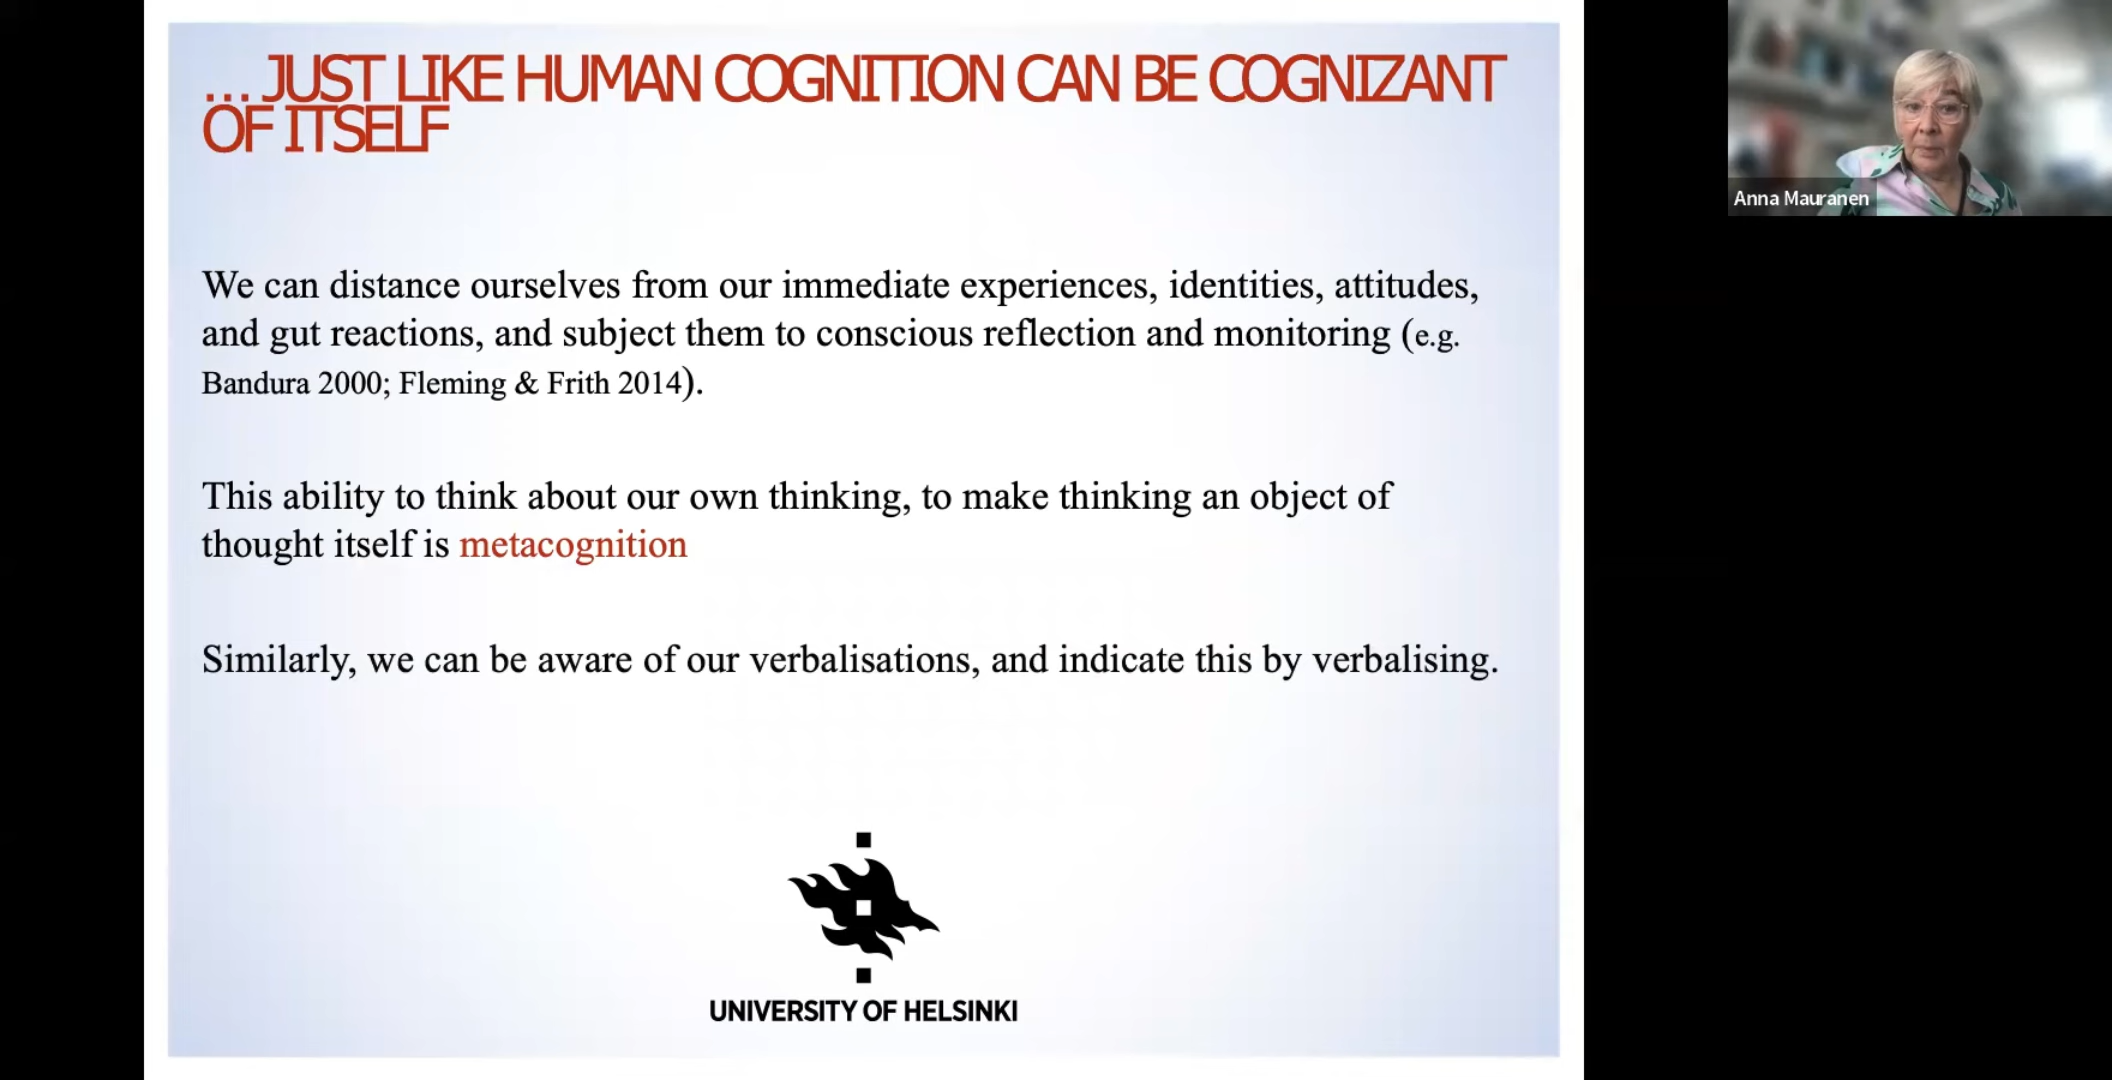 ... JUST LIKE HUMAN COGNITION CAN BE COGNIZANT
OF ITSELF
We can distance ourselves from our immediate experiences, identities, attitudes,
and gut reactions, and subject them to conscious reflection and monitoring (e.g.
Bandura 2000; Fleming & Frith 2014).
This ability to think about our own thinking, to make thinking an object of
thought itself is metacognition
Similarly, we can be aware of our verbalisations, and indicate this by verbalising.
UNIVERSITY OF HELSINKI
Anna Mauranen